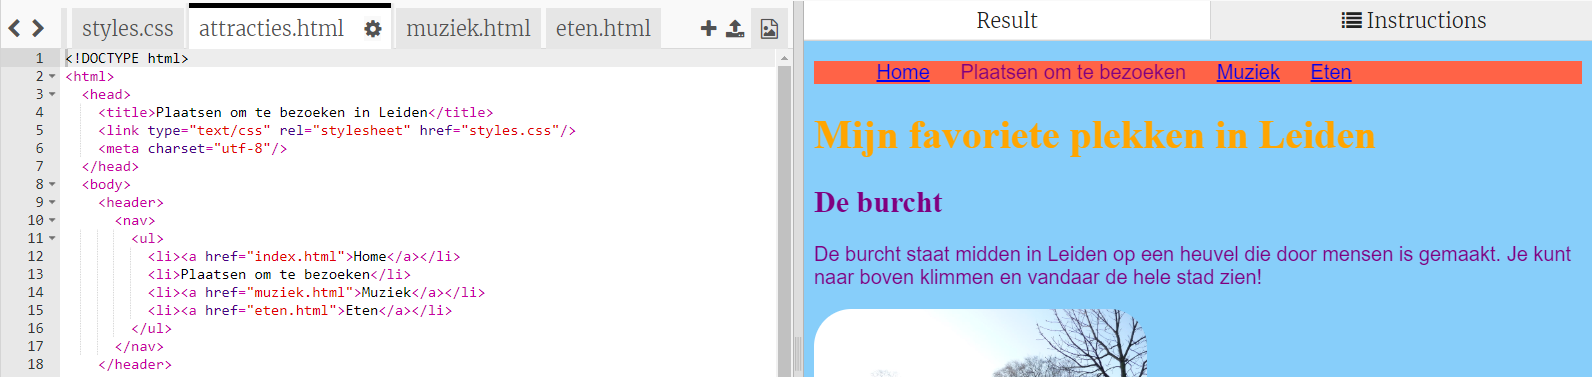 styles.css attracties.html muziek.html eten.html
1 <!DOCTYPE html>
2 <html>
3 <head>
4 <title>Plaatsen om te bezoeken in Leiden</title>
5 <link type="text/css" rel="stylesheet" href="styles.css"/>
6 <meta charset="utf-8"/>
7 </head>
8 <body>
9 <header>
10 <nav>
11 <ul>
12 <li><a href="index.html">Home</a></li>
13 <li>Plaatsen om te bezoeken</li>
14 <li><a href="muziek.html">Muziek</a></li>
15 <li><a href="eten.html">Eten</a></li>
16 </ul>
17 </nav>
18 </header>
Result Instructions
Home Plaatsen om te bezoeken Muziek Eten
Mijn favoriete plekken in Leiden
De burcht
De burcht staat midden in Leiden op een heuvel die door mensen is gemaakt. Je kunt
naar boven klimmen en vandaar de hele stad zien!